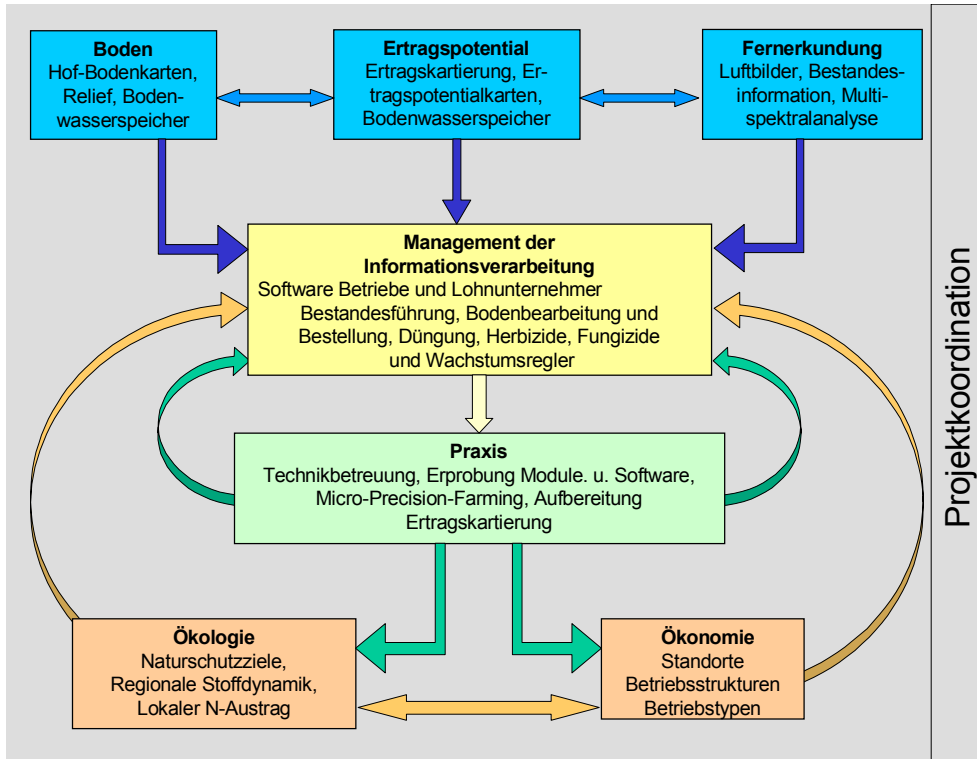 Boden
Hof-Bodenkarten,
Relief, Boden-
wasserspeicher
Ertragspotential
Ertragskartierung, Er-
tragspotentialkarten,
Bodenwasserspeicher
Fernerkundung
Luftbilder, Bestandes-
information, Multi-
spektralanalyse
Management der
Informationsverarbeitung
Software Betriebe und Lohnunternehmer
Bestandesführung, Bodenbearbeitung und
Bestellung, Düngung, Herbizide, Fungizide
und Wachstumsregler
Praxis
Technikbetreuung, Erprobung Module. u. Software,
Micro-Precision-Farming, Aufbereitung
Ertragskartierung
Ökologie
Naturschutzziele,
Regionale Stoffdynamik,
Lokaler N-Austrag
Ökonomie
Standorte
Betriebsstrukturen
Betriebstypen
Projektkoordination